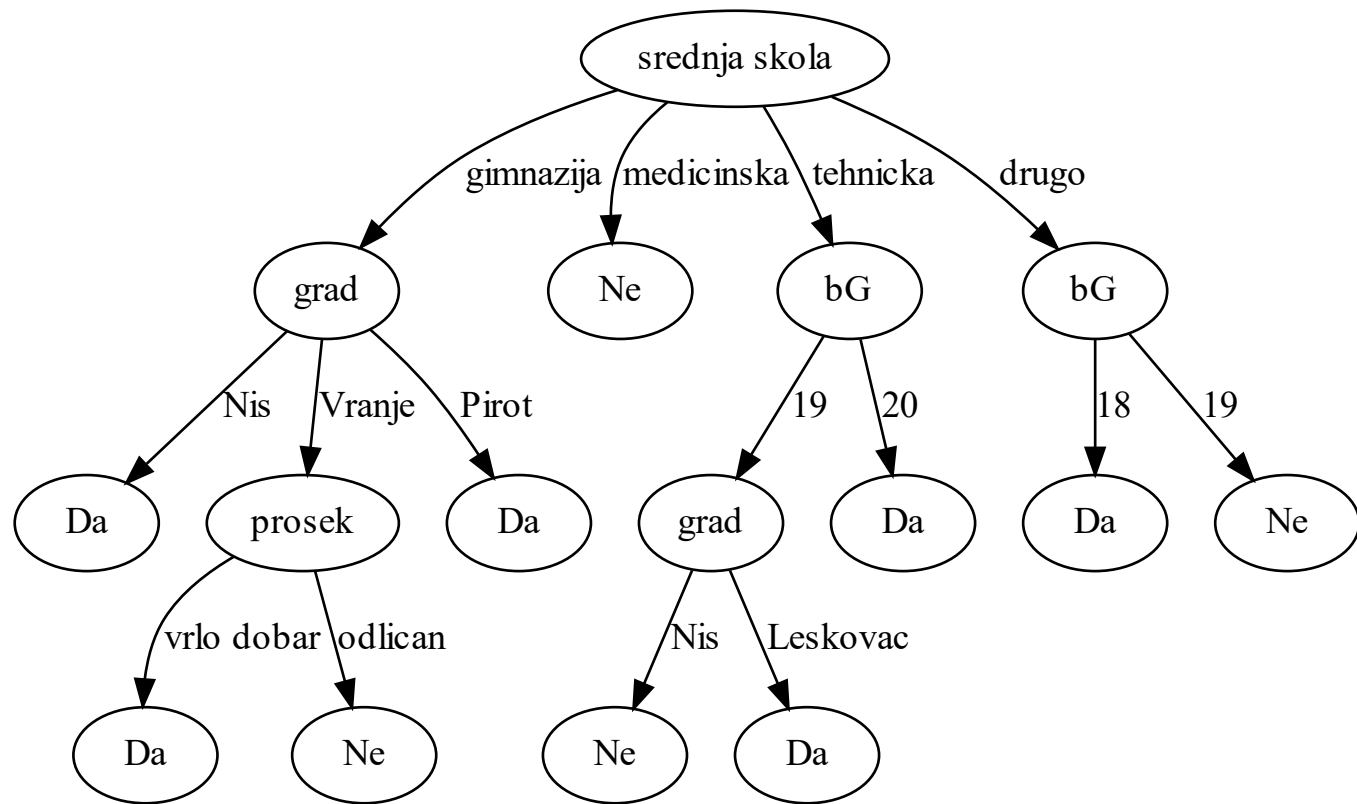 srednja skola
gimnazija medicinska tehnicka drugo
grad Ne bG bG
Nis Vranje Pirot 19 20 18 19
Da prosek Da grad Da Da Ne
vrlo dobar odlican Nis Leskovac
Da Ne Ne Da